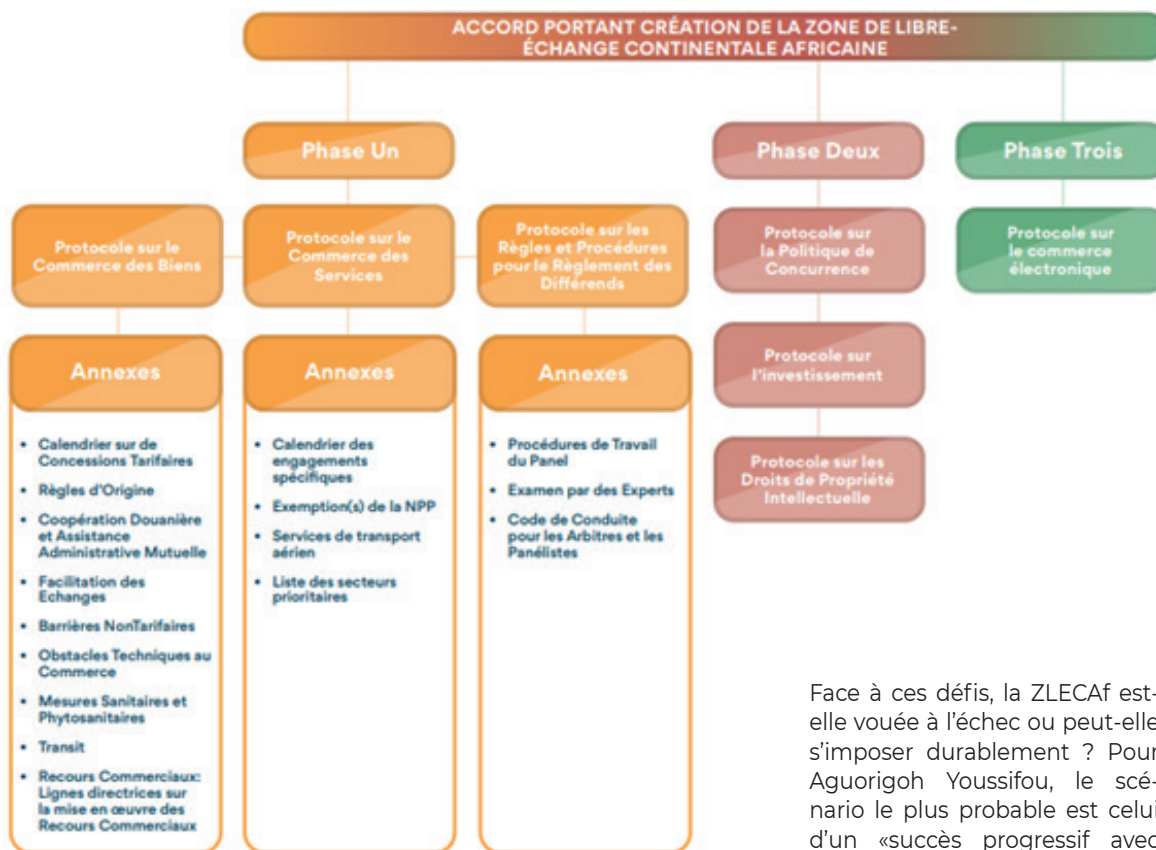 ACCORD PORTANT CRÉATION DE LA ZONE DE LIBRE-
ÉCHANGE CONTINENTALE AFRICAINE
Phase Un
Phase Deux
Phase Trois
Protocole sur le
Commerce des Biens
Protocole sur le
Commerce des
Services
Protocole sur les
Règles et Procédures
pour le Règlement des
Différends
Protocole sur
la Politique de
Concurrence
Protocole sur
le commerce
électronique
Annexes
• Calendrier sur de
Concessions Tarifaires
• Règles d'Origine
• Coopération Douanière
et Assistance
Administrative Mutuelle
• Facilitation des
Echanges
• Barrières NonTarifaires
• Obstacles Techniques au
Commerce
• Mesures Sanitaires et
Phytosanitaires
• Transit
• Recours Commerciaux:
Lignes directrices sur
la mise en œuvre des
Recours Commerciaux
Annexes
• Calendrier des
engagements
spécifiques
• Exemption(s) de la NPP
• Services de transport
aérien
• Liste des secteurs
prioritaires
Annexes
• Procédures de Travail
du Panel
• Examen par des Experts
• Code de Conduite
pour les Arbitres et les
Panélistes
Protocole sur
l'investissement
Protocole sur les
Droits de Propriété
Intellectuelle
Face à ces défis, la ZLECAf est-
elle vouée à l'échec ou peut-elle
s'imposer durablement ? Pour
Aguorigoh Youssifou, le scé-
nario le plus probable est celui
d'un «succès progressif avec